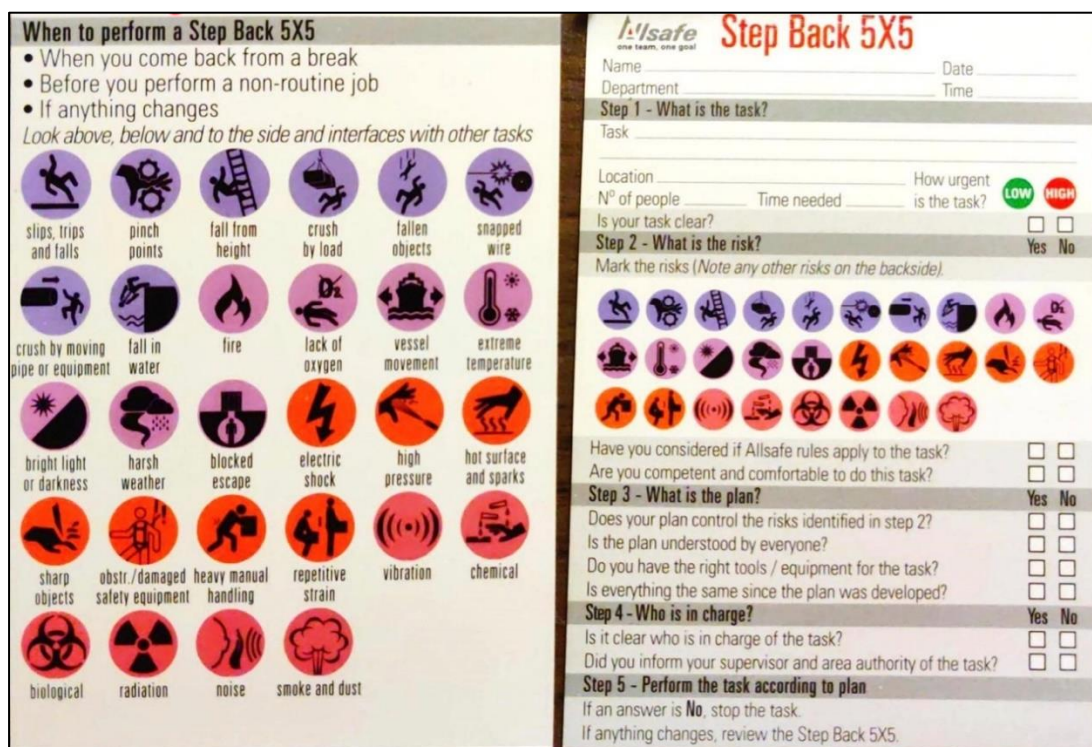 When to perform a Step Back 5X5
• When you come back from a break
• Before you perform a non-routine job
• If anything changes
Look above, below and to the side and interfaces with other tasks
slips, trips and falls
pinch points
fall from height
crush by load
fallen objects
snapped wire
crush by moving pipe or equipment
fall in water
fire
O₂
lack of oxygen
vessel movement
extreme temperature
bright light or darkness
harsh weather
blocked escape
electric shock
high pressure
hot surface and sparks
sharp objects
obstr./damaged safety equipment
heavy manual handling
repetitive strain
vibration
chemical
biological
radiation
noise
smoke and dust
Allsafe
one team, one goal
Step Back 5X5
Name Date
Department Time
Step 1 - What is the task?
Task
Location How urgent
N° of people Time needed is the task? LOW HIGH
Is your task clear?
Step 2 - What is the risk? Yes No
Mark the risks (Note any other risks on the backside).
O₂
Have you considered if Allsafe rules apply to the task?
Are you competent and comfortable to do this task?
Step 3 - What is the plan? Yes No
Does your plan control the risks identified in step 2?
Is the plan understood by everyone?
Do you have the right tools / equipment for the task?
Is everything the same since the plan was developed?
Step 4 - Who is in charge? Yes No
Is it clear who is in charge of the task?
Did you inform your supervisor and area authority of the task?
Step 5 - Perform the task according to plan
If an answer is No, stop the task.
If anything changes, review the Step Back 5X5.